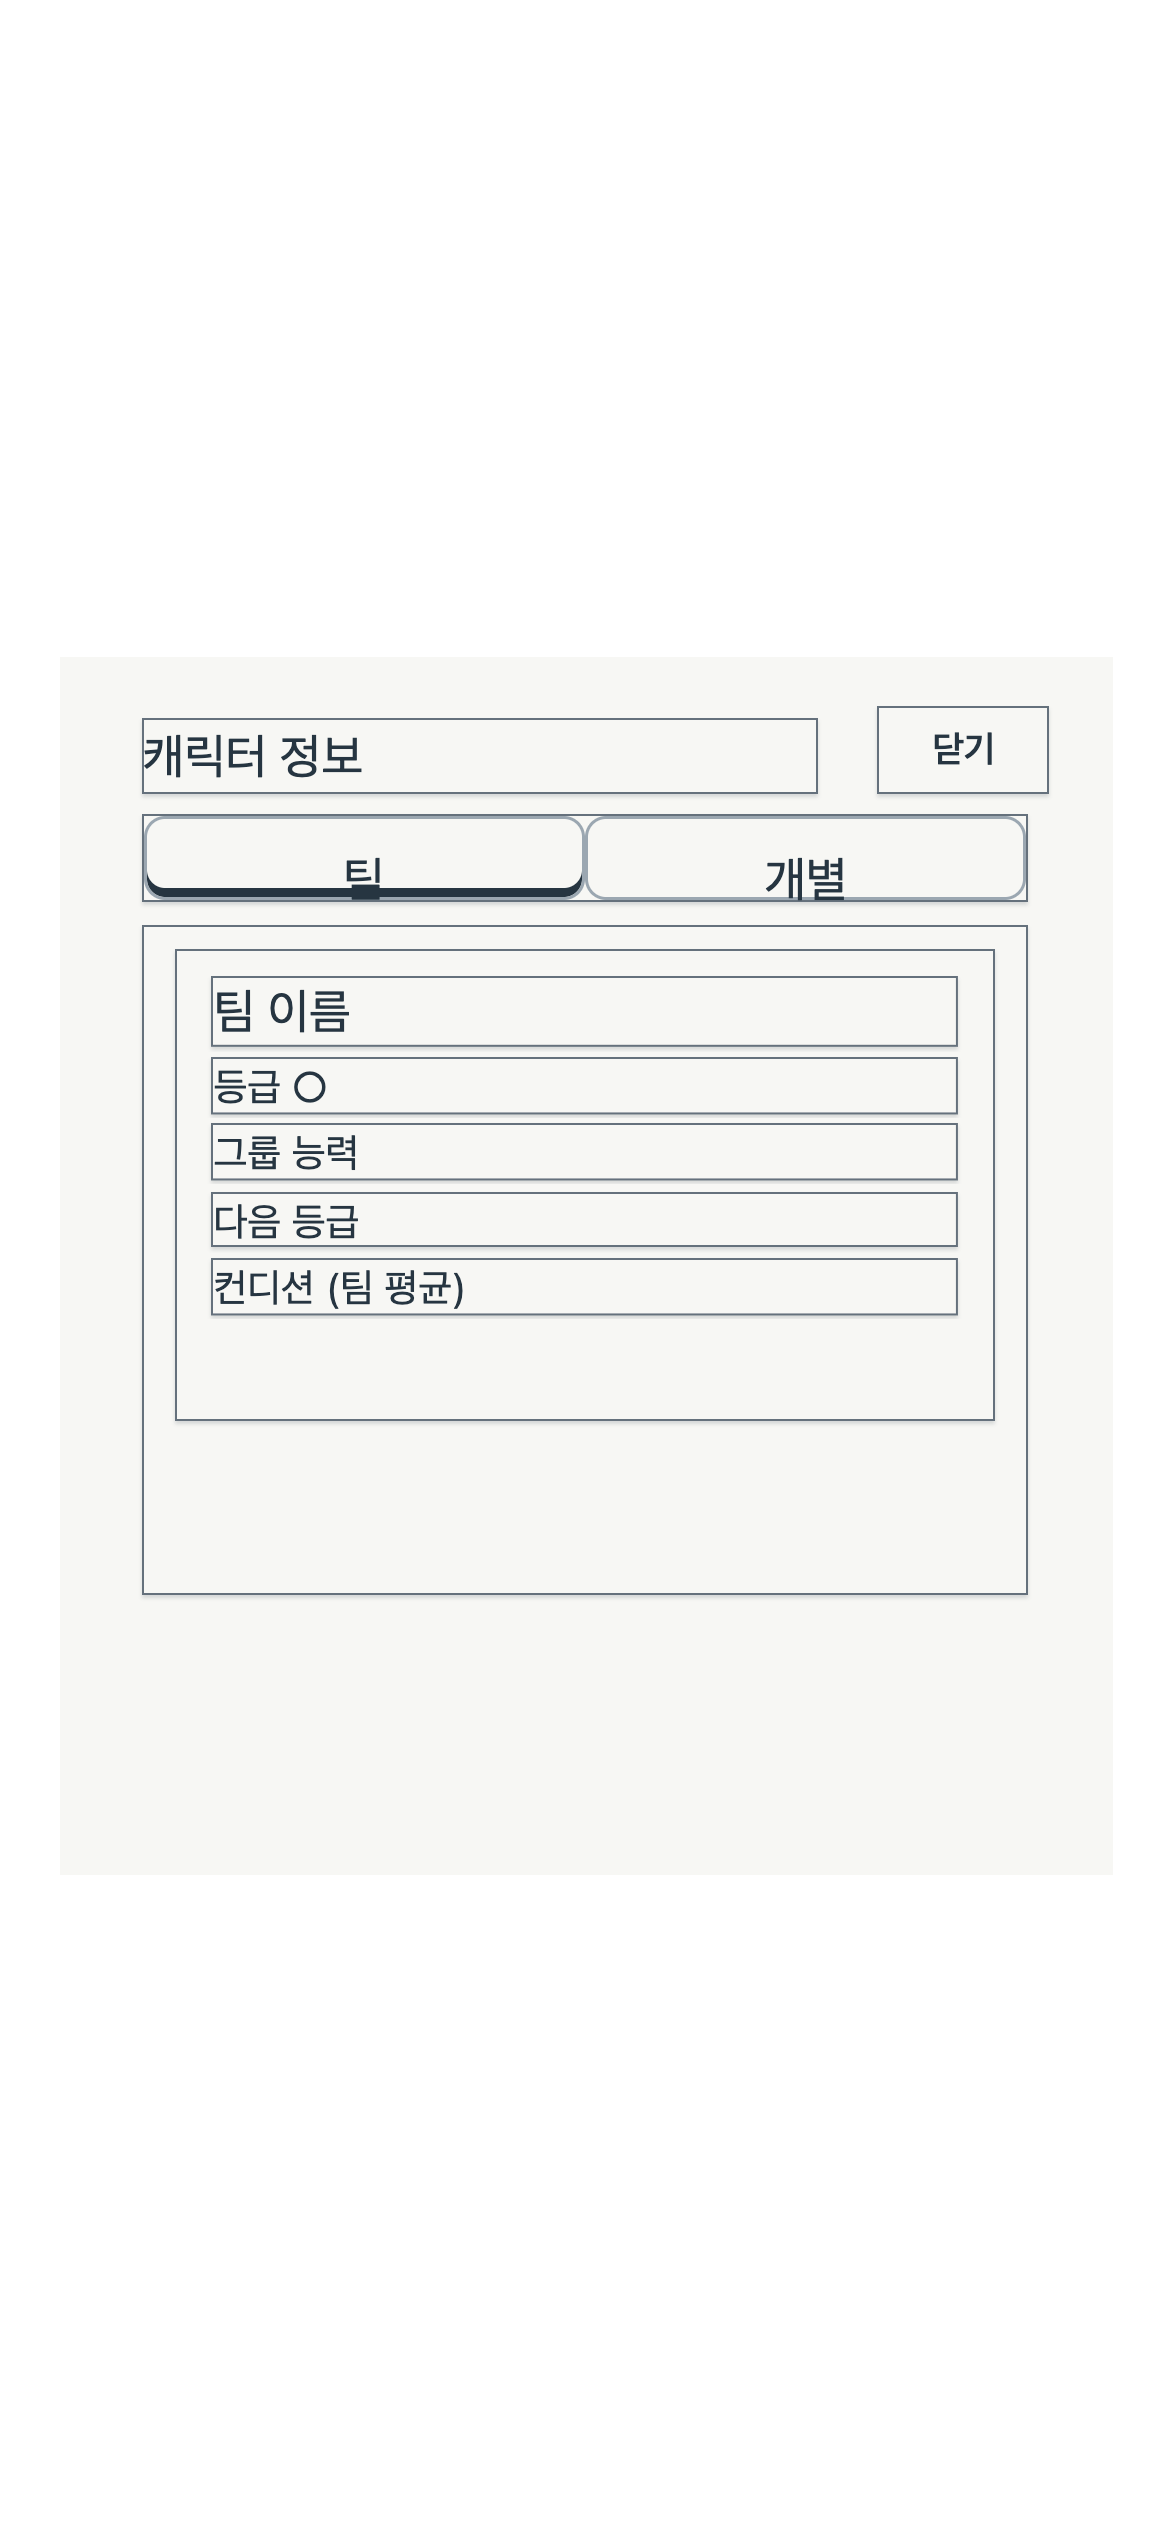 캐릭터 정보
닫기
팀
개별
팀 이름
등급 ○
그룹 능력
다음 등급
컨디션 (팀 평균)